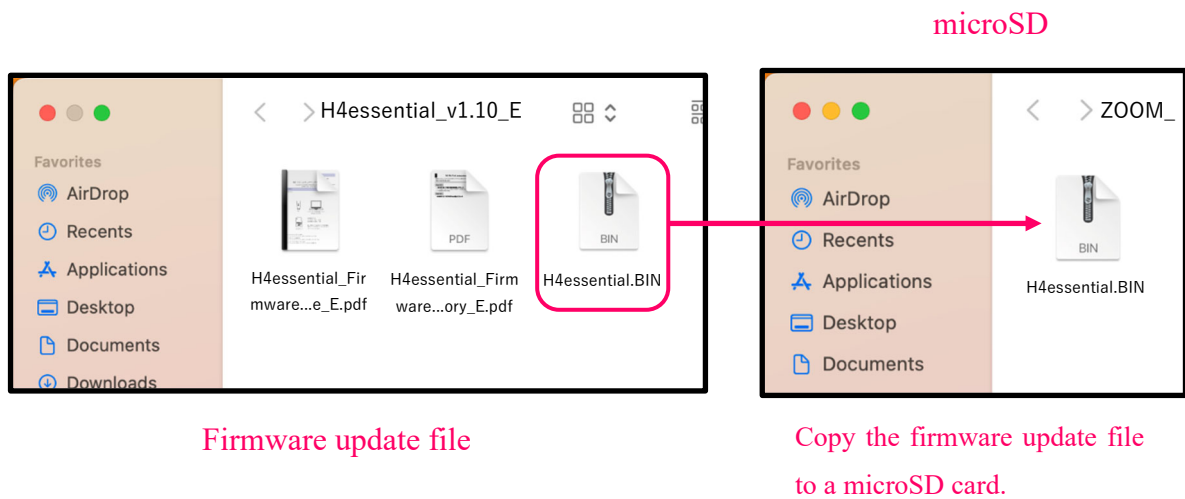 microSD
H4essential_v1.10_E
Favorites
AirDrop
Recents
Applications
Desktop
Documents
Downloads
PDF
BIN
H4essential_Fir
mware...e_E.pdf
H4essential_Firm
ware...ory_E.pdf
H4essential.BIN
ZOOM_
Favorites
AirDrop
Recents
Applications
Desktop
Documents
BIN
H4essential.BIN
Firmware update file
Copy the firmware update file
to a microSD card.